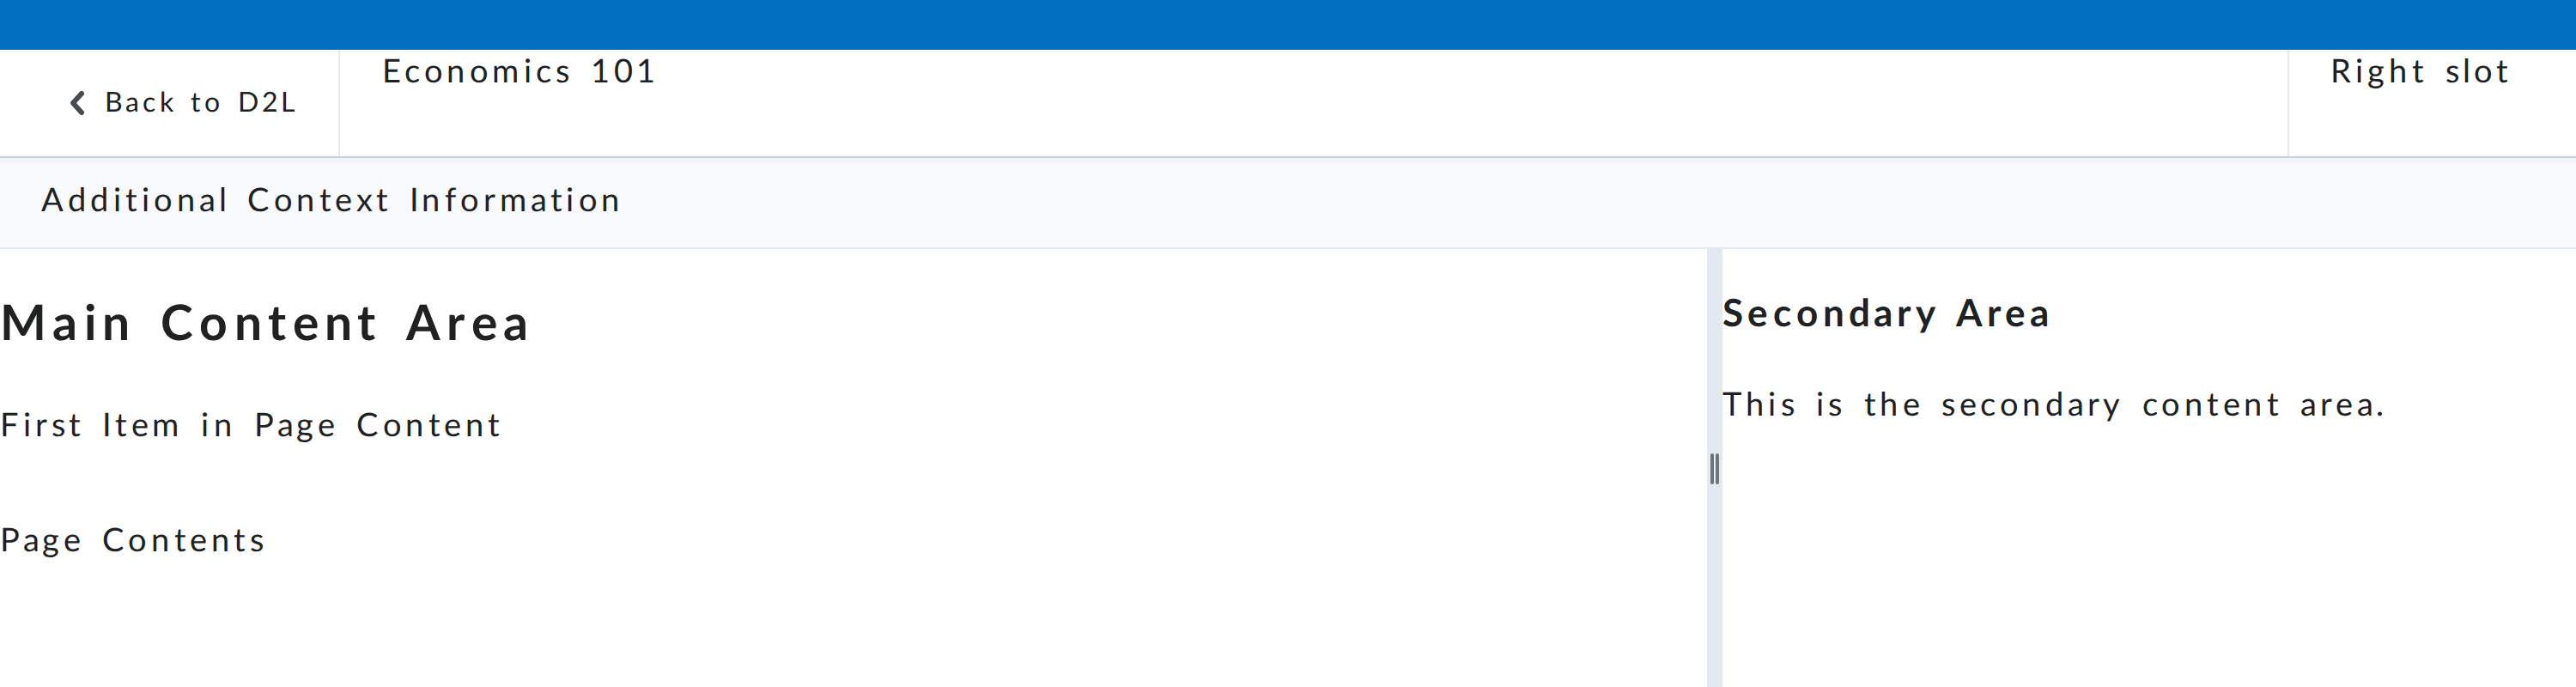 Back to D2L
Economics 101
Right slot
Additional Context Information
Main Content Area
First Item in Page Content
Page Contents
Secondary Area
This is the secondary content area.